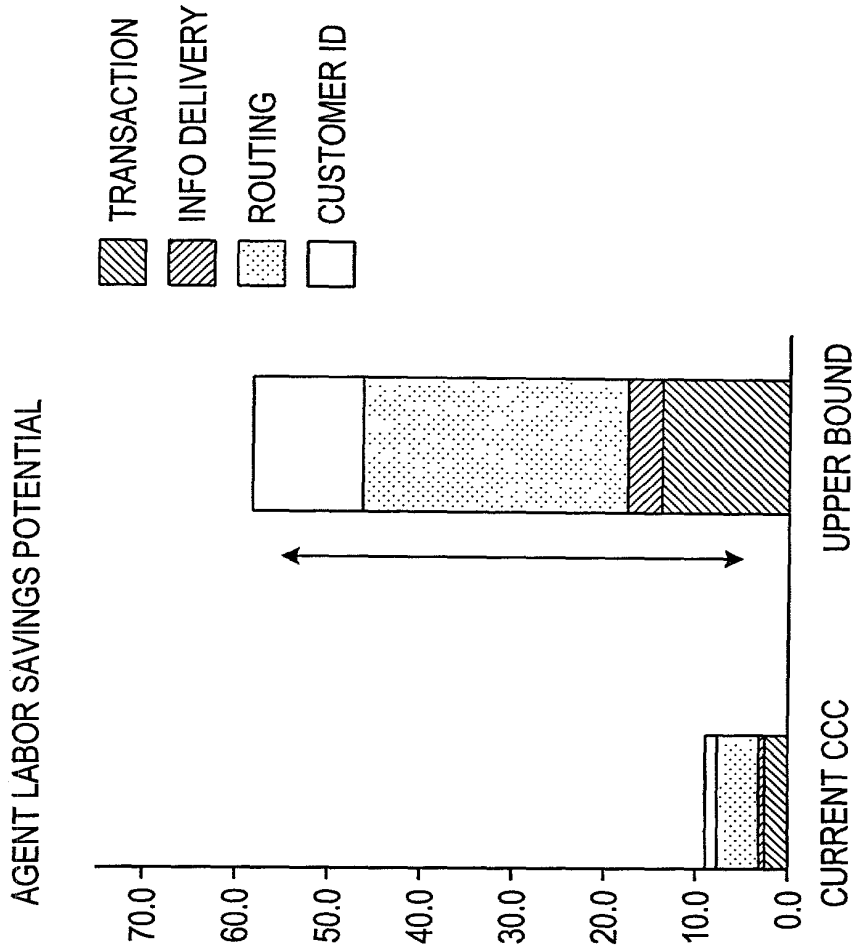 AGENT LABOR SAVINGS POTENTIAL
70.0
60.0
50.0
40.0
30.0
20.0
10.0
0.0
CURRENT CCC
UPPER BOUND
TRANSACTION
INFO DELIVERY
ROUTING
CUSTOMER ID